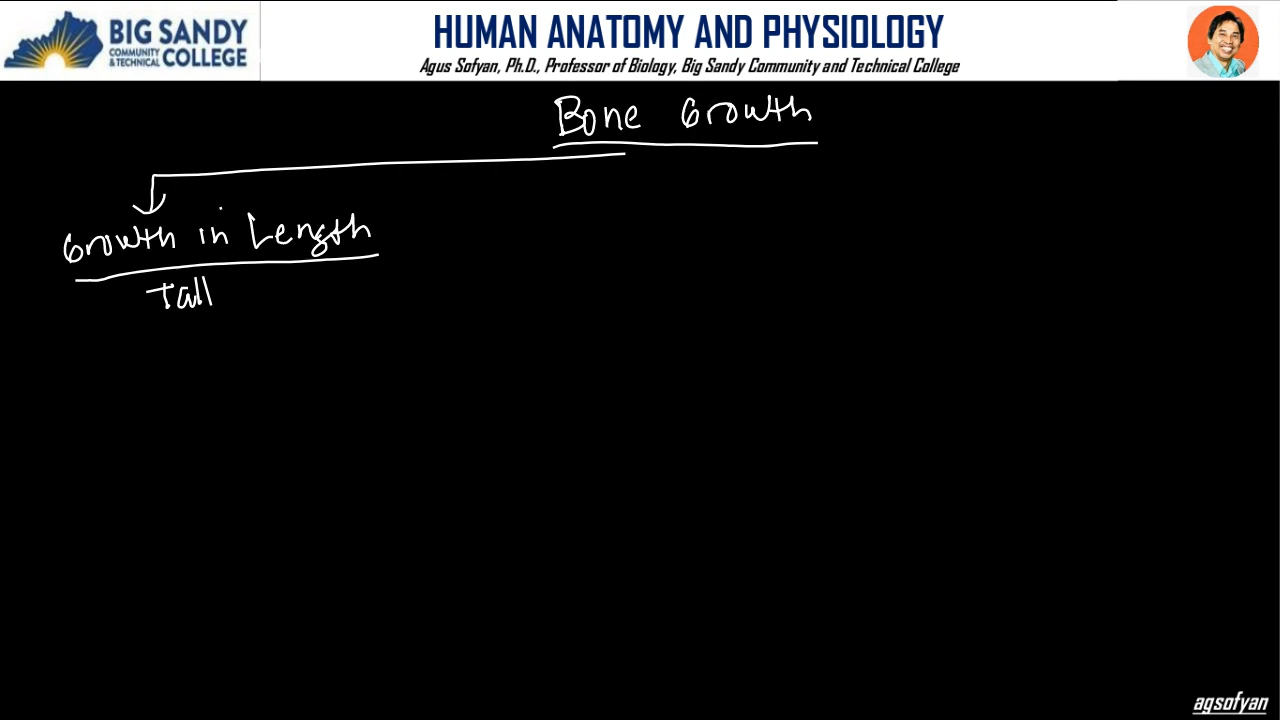 BIG SANDY
COMMUNITY
& TECHNICAL COLLEGE
HUMAN ANATOMY AND PHYSIOLOGY
Agus Sofyan, Ph.D., Professor of Biology, Big Sandy Community and Technical College
Bone Growth
Growth in Length
Tall
agsofyan